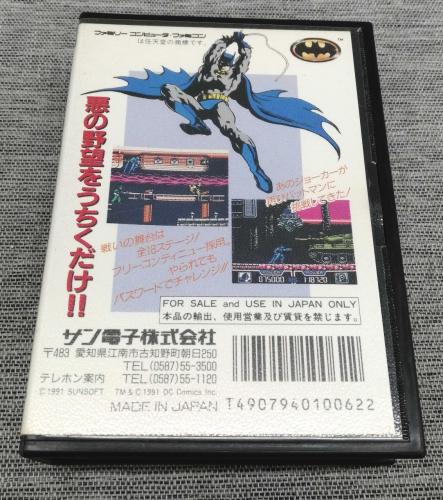 ファミリーコンピュータ・ファミコン
は任天堂の商標です。
TM
悪の野望をうちくだけ!!
あのジョーカーが
再びバットマンに
挑戦してきた!
戦いの舞台は
全18ステージ!
フリーコンティニュー採用。
やられても
パスワードでチャレンジ!!
FOR SALE and USE IN JAPAN ONLY
本品の輸出、使用営業及び賃貸を禁じます。
サン電子株式会社
〒483 愛知県江南市古知野町朝日250
TEL(0587)55-3500
テレホン案内 TEL(0587)55-1120
©1991 SUNSOFT TM & ©1991 DC Comics Inc.
MADE IN JAPAN T4907940100622